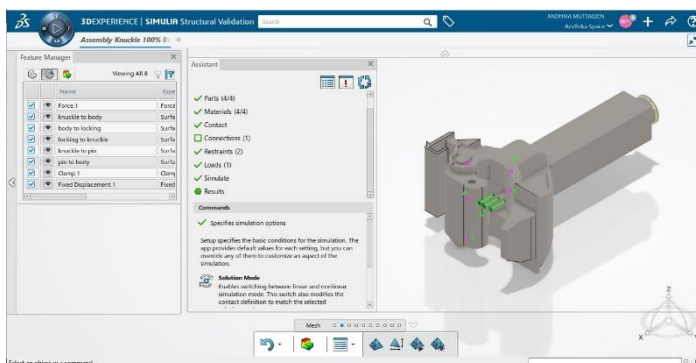 3DEXPERIENCE | SIMULIA Structural Validation
Search
ANDHIKA MUTTAQIEN
Andhika Space
Assembly Knuckle 100%
Feature Manager
Viewing All 8
Name
Type
Force.1
Force
knuckle to body
Surfa
body to locking
Surfa
locking to knuckle
Surfa
knuckle to pin
Surfa
pin to body
Surfa
Clamp.1
Clamp
Fixed Displacement.1
Fixed
Assistant
Parts (4/4)
Materials (4/4)
Contact
Connections (1)
Restraints (2)
Loads (1)
Simulate
Results
Commands
Specifies simulation options
Setup specifies the basic conditions for the simulation. The
app provides default values for each setting, but you can
override any of them to customize an aspect of the
simulation.
Solution Mode
Enables switching between linear and nonlinear
simulation mode. This switch also modifies the
contact definition to match the selected
Mesh
Z
X
Select an object or a command